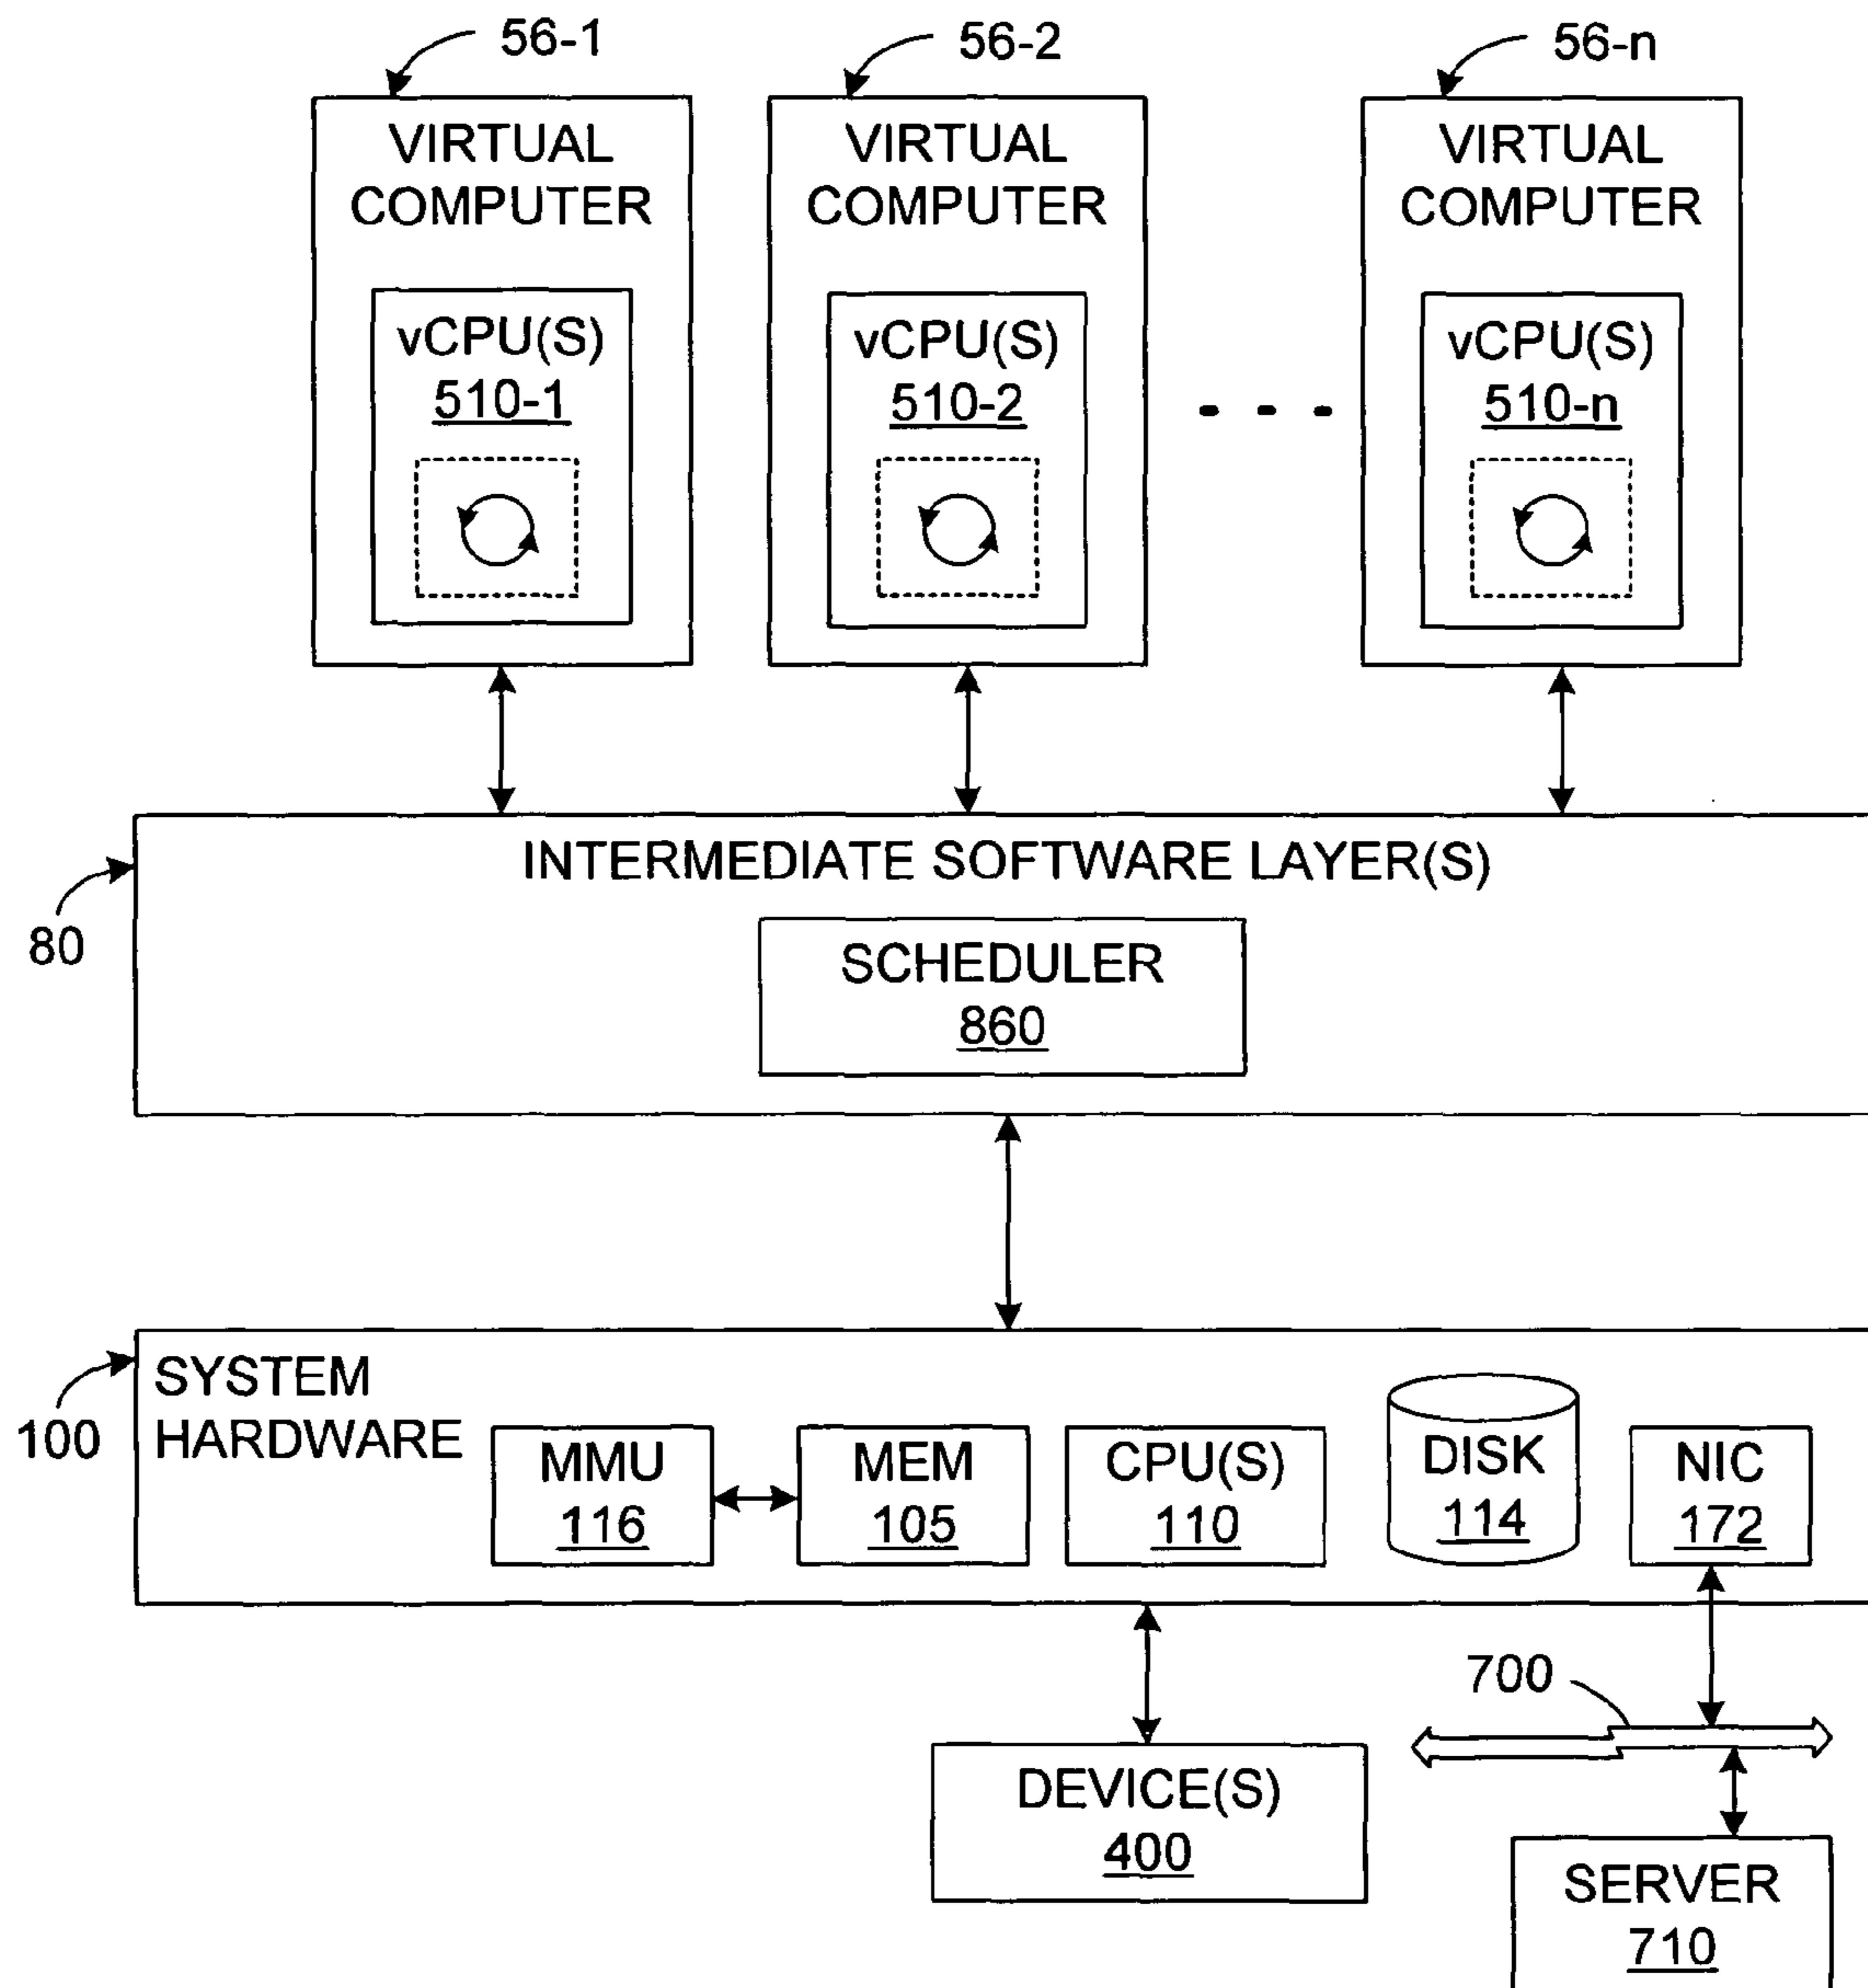 56-1
56-2
56-n
VIRTUAL
COMPUTER
vCPU(S)
510-1
VIRTUAL
COMPUTER
vCPU(S)
510-2
VIRTUAL
COMPUTER
vCPU(S)
510-n
INTERMEDIATE SOFTWARE LAYER(S)
80
SCHEDULER
860
SYSTEM
HARDWARE
100
MMU
116
MEM
105
CPU(S)
110
DISK
114
NIC
172
700
DEVICE(S)
400
SERVER
710